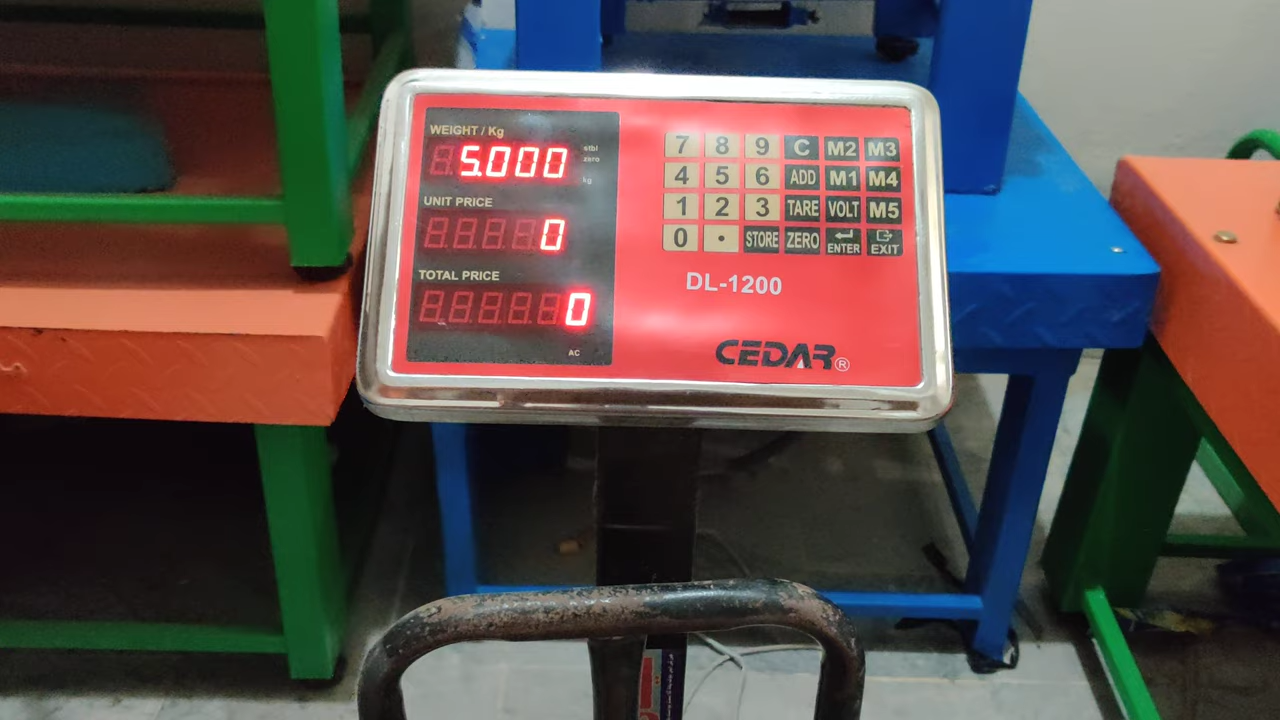 WEIGHT / Kg
5.000
stbl
zero
kg
UNIT PRICE
0
TOTAL PRICE
0
AC
7 8 9 C M2 M3
4 5 6 ADD M1 M4
1 2 3 TARE VOLT M5
0 . STORE ZERO ENTER EXIT
DL-1200
CEDAR®